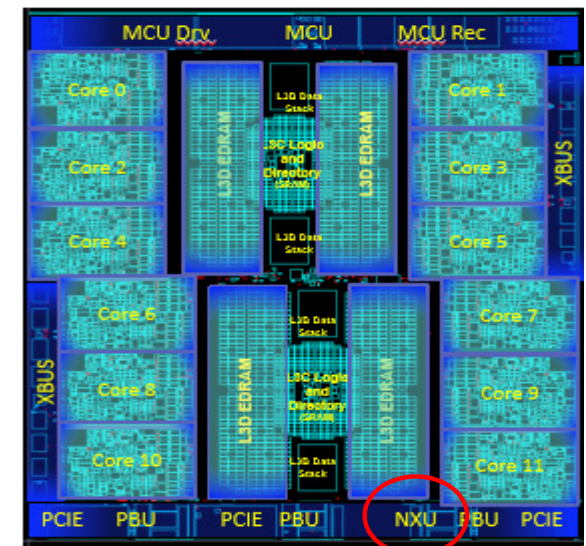 MCU Drv MCU MCU Rec
Core 0
Core 2
Core 4
L3D EDRAM
L3D Data
Stack
L3C Logic
and
Directory
(SRAM)
L3D Data
Stack
L3D EDRAM
Core 1
Core 3
Core 5
XBUS
XBUS
Core 6
Core 8
Core 10
L3D EDRAM
L3D Data
Stack
L3C Logic
and
Directory
(SRAM)
L3D Data
Stack
L3D EDRAM
Core 7
Core 9
Core 11
PCIE PBU PCIE PBU NXU PBU PCIE